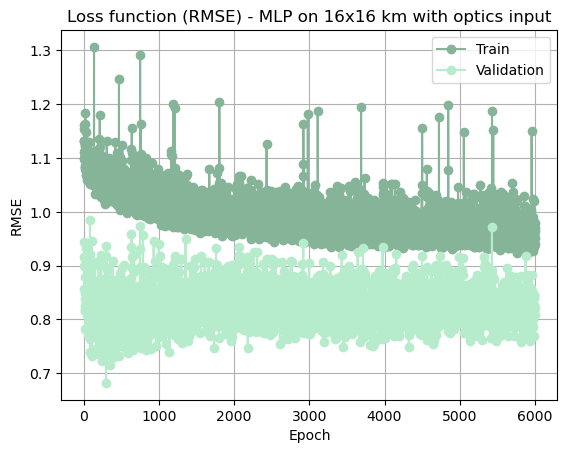 Loss function (RMSE) - MLP on 16x16 km with optics input
Train
Validation
1.3
1.2
1.1
1.0
0.9
0.8
0.7
RMSE
0
1000
2000
3000
4000
5000
6000
Epoch